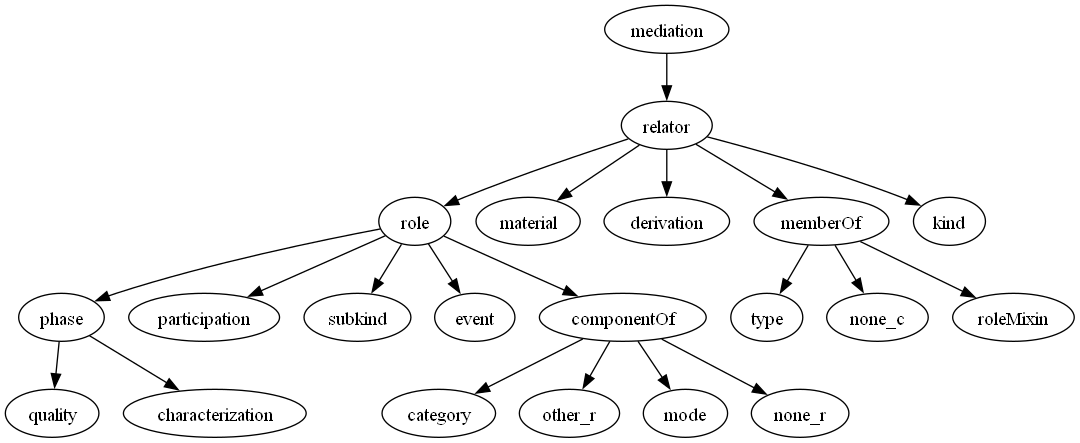 mediation
relator
role
material
derivation
memberOf
kind
phase
participation
subkind
event
componentOf
type
none_c
roleMixin
quality
characterization
category
other_r
mode
none_r